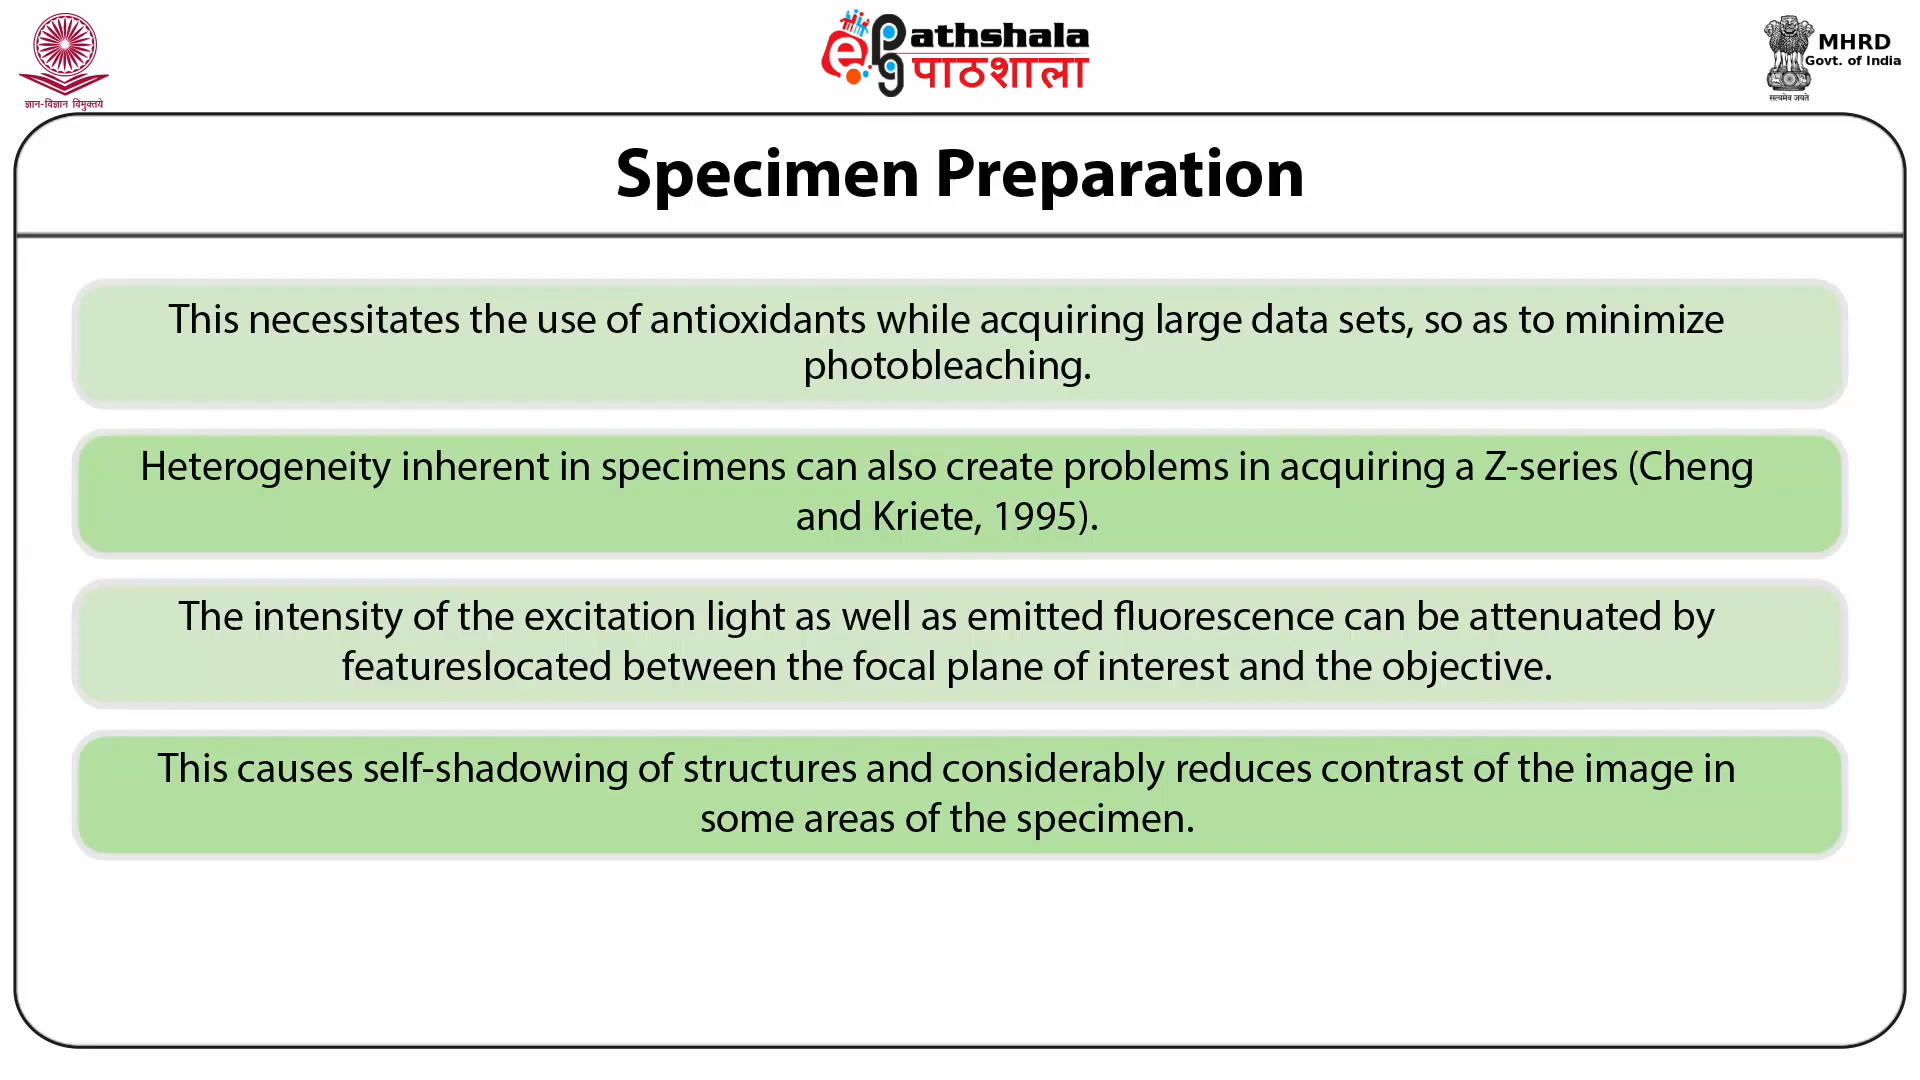 ज्ञान-विज्ञान विमुक्तये
ePathshala
पाठशाला
MHRD
Govt. of India
सत्यमेव जयते
Specimen Preparation
This necessitates the use of antioxidants while acquiring large data sets, so as to minimize
photobleaching.
Heterogeneity inherent in specimens can also create problems in acquiring a Z-series (Cheng
and Kriete, 1995).
The intensity of the excitation light as well as emitted fluorescence can be attenuated by
featureslocated between the focal plane of interest and the objective.
This causes self-shadowing of structures and considerably reduces contrast of the image in
some areas of the specimen.